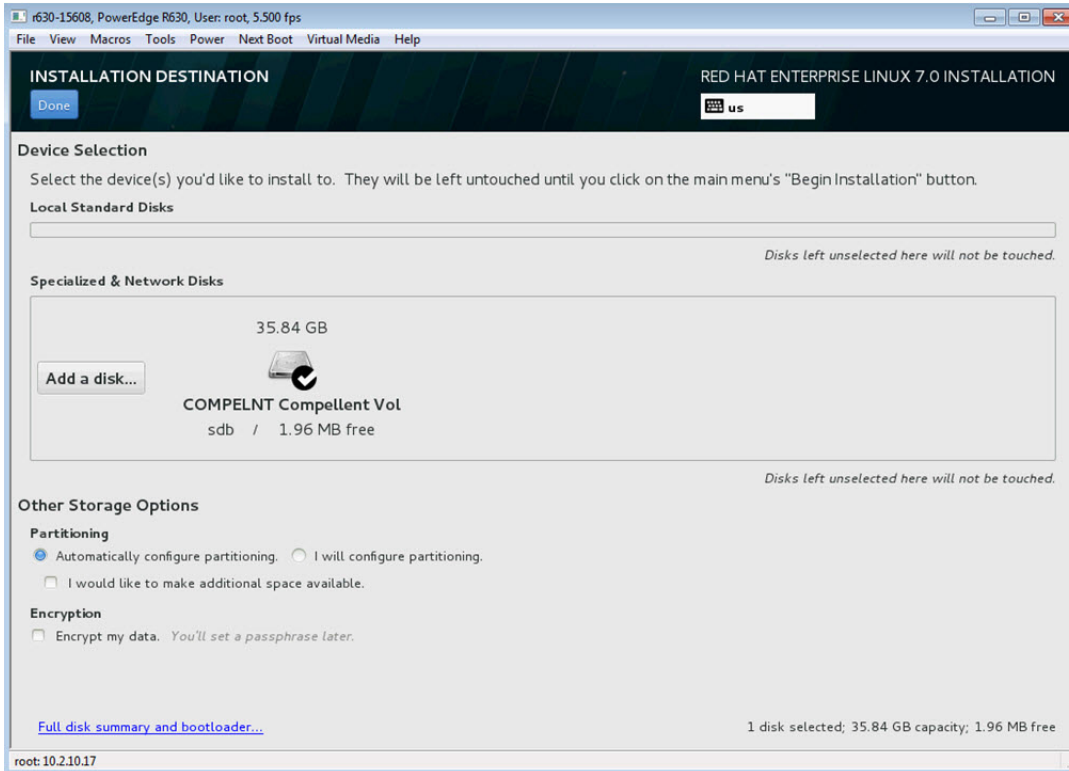 r630-15608, PowerEdge R630, User: root, 5.500 fps
File View Macros Tools Power Next Boot Virtual Media Help
INSTALLATION DESTINATION
RED HAT ENTERPRISE LINUX 7.0 INSTALLATION
Done
us
Device Selection
Select the device(s) you'd like to install to. They will be left untouched until you click on the main menu's "Begin Installation" button.
Local Standard Disks
Disks left unselected here will not be touched.
Specialized & Network Disks
35.84 GB
Add a disk...
COMPELNT Compellent Vol
sdb / 1.96 MB free
Disks left unselected here will not be touched.
Other Storage Options
Partitioning
Automatically configure partitioning. I will configure partitioning.
I would like to make additional space available.
Encryption
Encrypt my data. You'll set a passphrase later.
Full disk summary and bootloader...
1 disk selected; 35.84 GB capacity; 1.96 MB free
root: 10.2.10.17